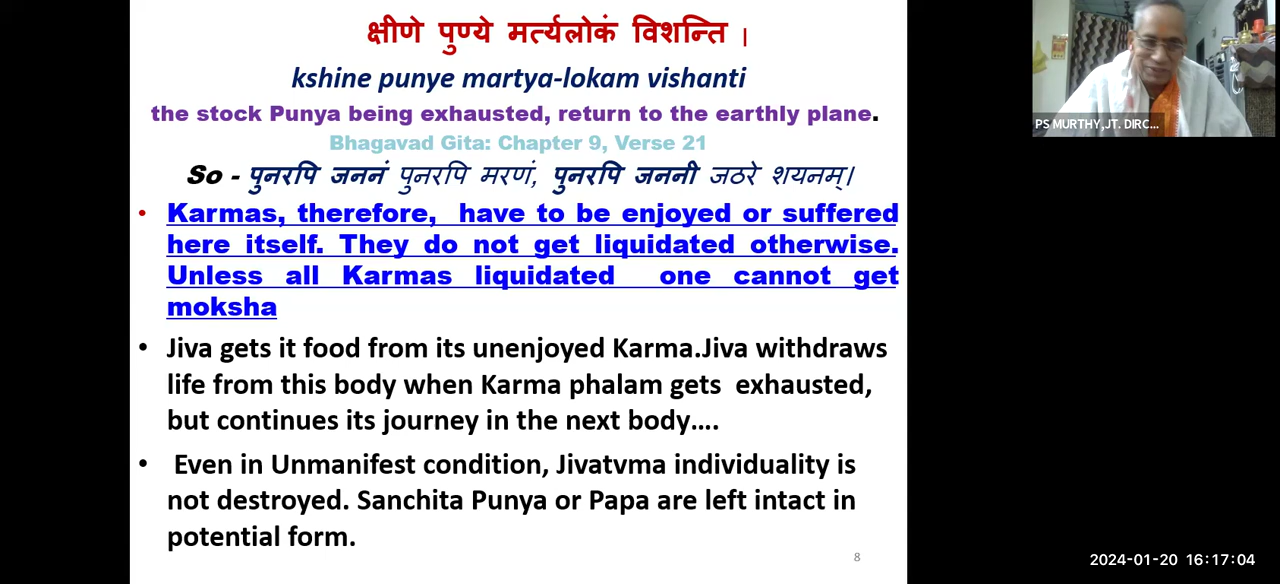 क्षीणे पुण्ये मर्त्यलोकं विशन्ति ।
kshine punye martya-lokam vishanti
the stock Punya being exhausted, return to the earthly plane.
Bhagavad Gita: Chapter 9, Verse 21
So - पुनरपि जननं पुनरपि मरणं, पुनरपि जननी जठरे शयनम्।
• Karmas, therefore, have to be enjoyed or suffered
here itself. They do not get liquidated otherwise.
Unless all Karmas liquidated one cannot get
moksha
• Jiva gets it food from its unenjoyed Karma.Jiva withdraws
life from this body when Karma phalam gets exhausted,
but continues its journey in the next body....
• Even in Unmanifest condition, Jivatvma individuality is
not destroyed. Sanchita Punya or Papa are left intact in
potential form.
8
PS MURTHY,JT. DIRC...
2024-01-20 16:17:04